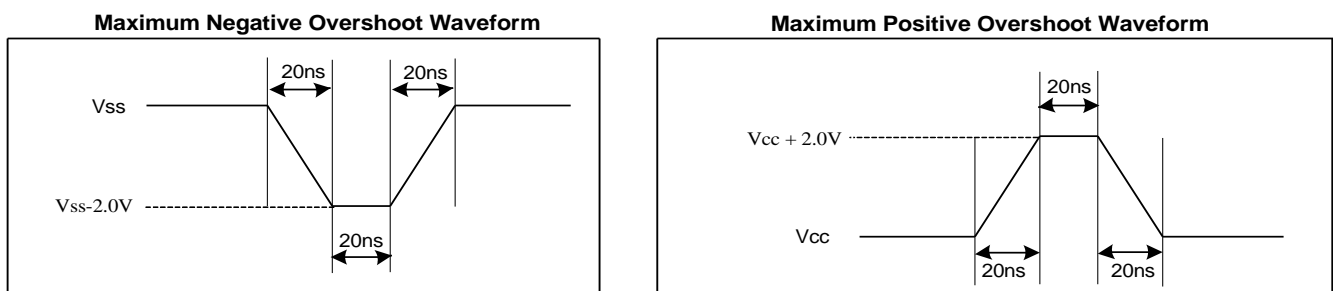 Maximum Negative Overshoot Waveform
20ns
20ns
Vss
Vss-2.0V
20ns
Maximum Positive Overshoot Waveform
20ns
Vcc + 2.0V
Vcc
20ns
20ns